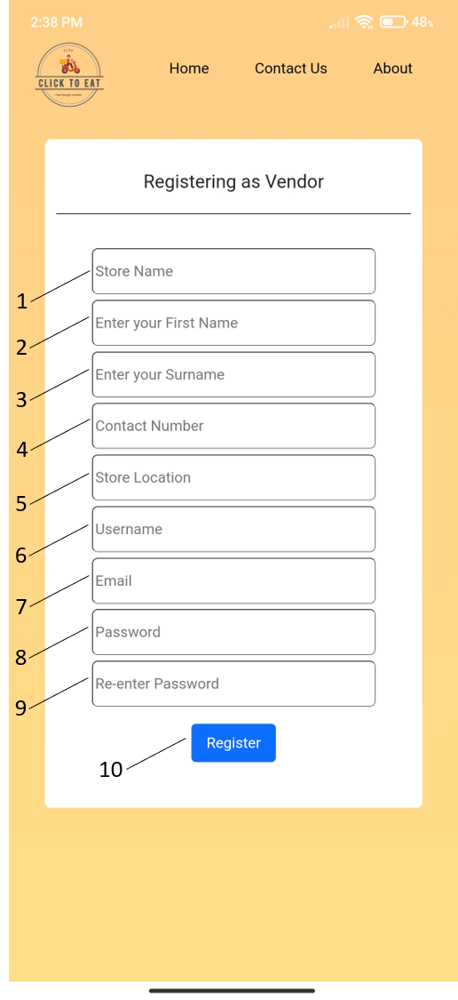 2:38 PM
48%
CLICK TO EAT
Home
Contact Us
About
Registering as Vendor
Store Name
1
Enter your First Name
2
Enter your Surname
3
Contact Number
4
Store Location
5
Username
6
Email
7
Password
8
Re-enter Password
9
Register
10